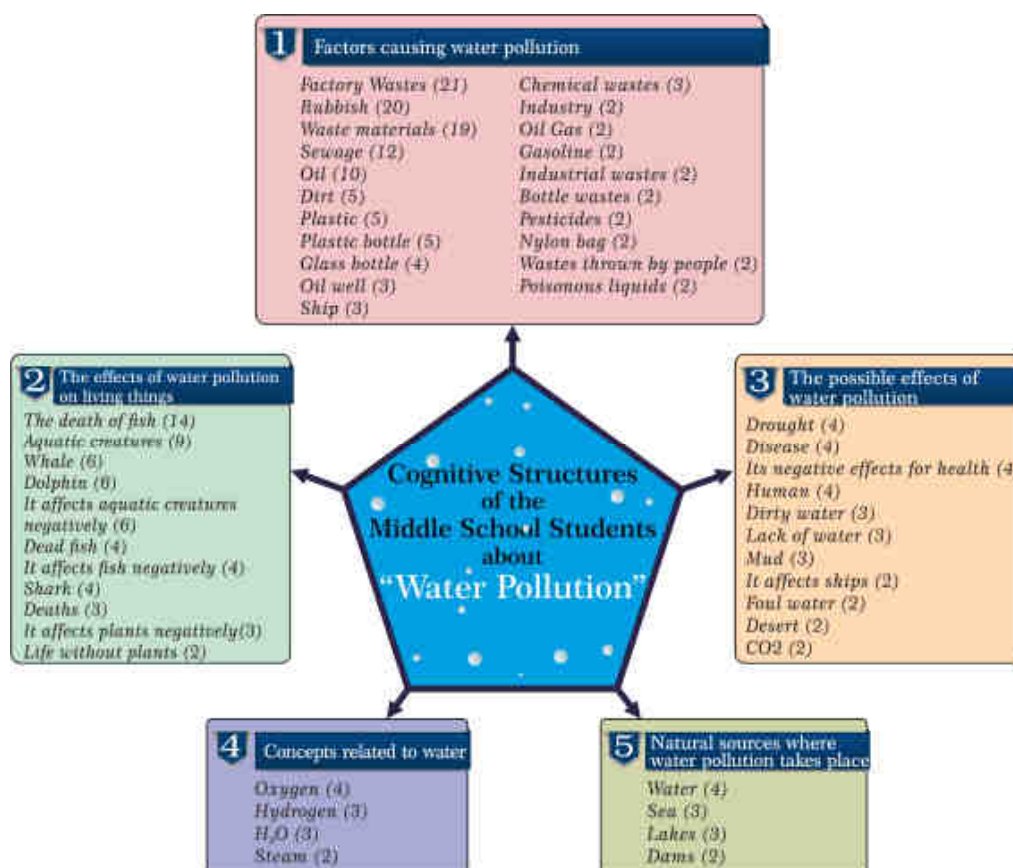 1
Factors causing water pollution
Factory Wastes (21)
Rubbish (20)
Waste materials (19)
Sewage (12)
Oil (10)
Dirt (5)
Plastic (5)
Plastic bottle (5)
Glass bottle (4)
Oil well (3)
Ship (3)
Chemical wastes (3)
Industry (2)
Oil Gas (2)
Gasoline (2)
Industrial wastes (2)
Bottle wastes (2)
Pesticides (2)
Nylon bag (2)
Wastes thrown by people (2)
Poisonous liquids (2)
2
The effects of water pollution
on living things
The death of fish (14)
Aquatic creatures (9)
Whale (6)
Dolphin (6)
It affects aquatic creatures
negatively (6)
Dead fish (4)
It affects fish negatively (4)
Shark (4)
Deaths (3)
It affects plants negatively(3)
Life without plants (2)
Cognitive Structures
of the
Middle School Students
about
"Water Pollution"
3
The possible effects of
water pollution
Drought (4)
Disease (4)
Its negative effects for health (4
Human (4)
Dirty water (3)
Lack of water (3)
Mud (3)
It affects ships (2)
Foul water (2)
Desert (2)
CO2 (2)
4
Concepts related to water
Oxygen (4)
Hydrogen (3)
H₂O (3)
Steam (2)
5
Natural sources where
water pollution takes place
Water (4)
Sea (3)
Lakes (3)
Dams (2)